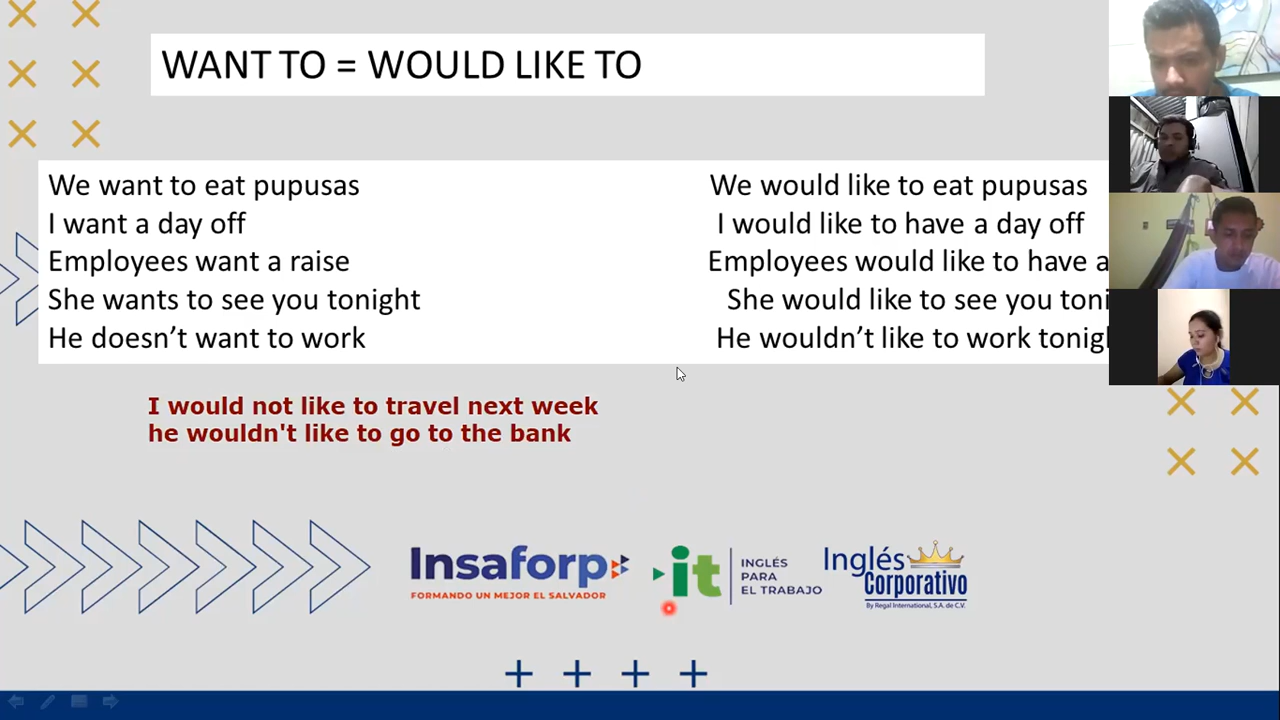 WANT TO = WOULD LIKE TO
We want to eat pupusas
I want a day off
Employees want a raise
She wants to see you tonight
He doesn’t want to work
We would like to eat pupusas
I would like to have a day off
Employees would like to have a
She would like to see you
He wouldn’t like to work
I would not like to travel next week
he wouldn't like to go to the bank
Insaforp
FORMANDO UN MEJOR EL SALVADOR
it
INGLÉS
PARA
EL TRABAJO
Inglés
Corporativo
By Regal International, S.A. de C.V.